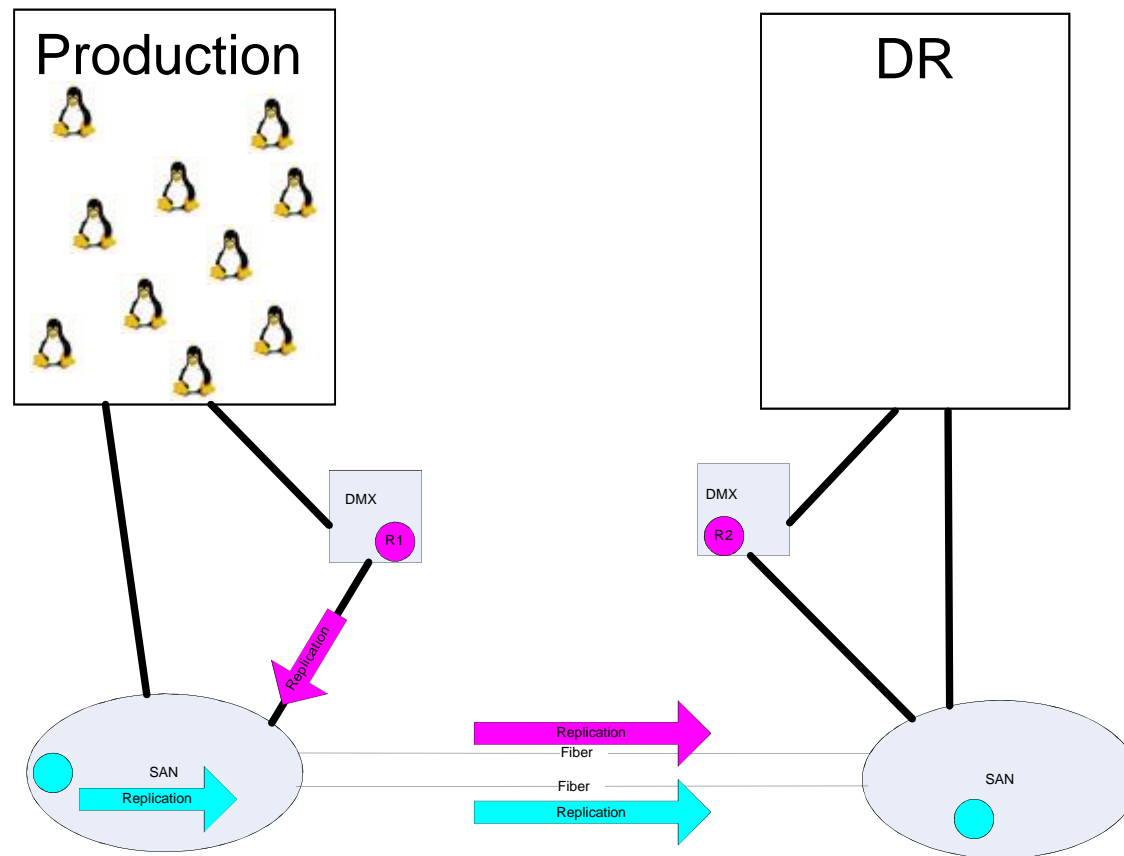 Production
DR
DMX
R1
DMX
R2
Replication
SAN
Replication
Replication
Fiber
Fiber
Replication
SAN